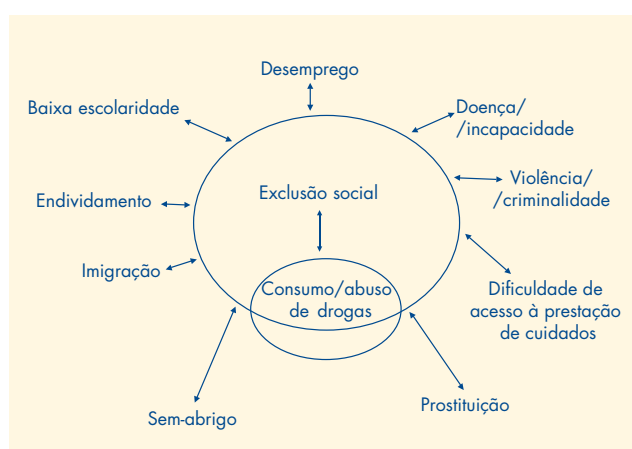 Desemprego
Baixa escolaridade
Doença/
/incapacidade
Violência/
/criminalidade
Endividamento
Exclusão social
Imigração
Consumo/abuso
de drogas
Dificuldade de
acesso à prestação
de cuidados
Prostituição
Sem-abrigo